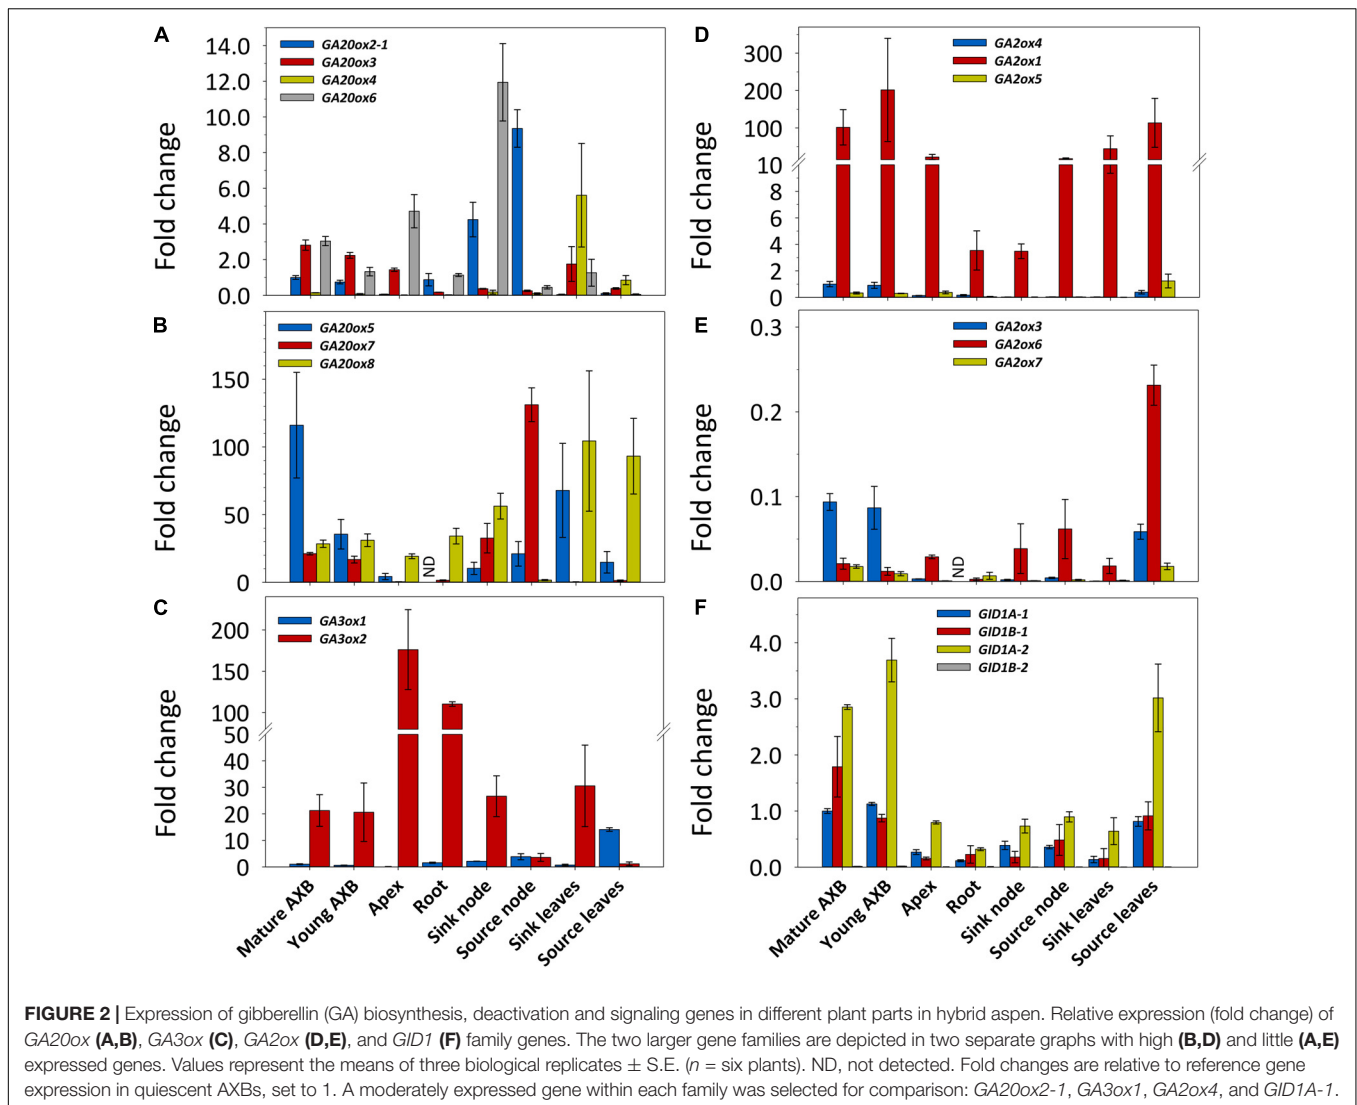 A
GA20ox2-1
GA20ox3
GA20ox4
GA20ox6
Fold change
14.0
12.0
10.0
8.0
6.0
4.0
2.0
0.0
B
GA20ox5
GA20ox7
GA20ox8
Fold change
150
100
50
0
ND
C
GA3ox1
GA3ox2
Fold change
200
150
100
50
40
30
20
10
0
Mature AXB
Young AXB
Apex
Root
Sink node
Source node
Sink leaves
Source leaves
D
GA2ox4
GA2ox1
GA2ox5
Fold change
300
200
100
10
8
6
4
2
0
E
GA2ox3
GA2ox6
GA2ox7
Fold change
0.3
0.2
0.1
0.0
ND
F
GID1A-1
GID1B-1
GID1A-2
GID1B-2
Fold change
4.0
3.0
2.0
1.0
0.0
Mature AXB
Young AXB
Apex
Root
Sink node
Source node
Sink leaves
Source leaves
FIGURE 2 | Expression of gibberellin (GA) biosynthesis, deactivation and signaling genes in different plant parts in hybrid aspen. Relative expression (fold change) of
GA20ox (A,B), GA3ox (C), GA2ox (D,E), and GID1 (F) family genes. The two larger gene families are depicted in two separate graphs with high (B,D) and little (A,E)
expressed genes. Values represent the means of three biological replicates ± S.E. (n = six plants). ND, not detected. Fold changes are relative to reference gene
expression in quiescent AXBs, set to 1. A moderately expressed gene within each family was selected for comparison: GA20ox2-1, GA3ox1, GA2ox4, and GID1A-1.